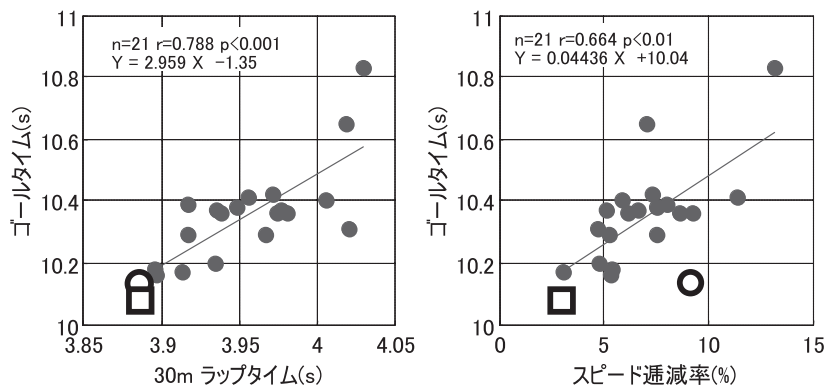 11
10.8
10.6
10.4
10.2
10
ゴールタイム(s)
n=21 r=0.788 p<0.001
Y = 2.959 X −1.35
3.85 3.9 3.95 4 4.05
30m ラップタイム(s)
11
10.8
10.6
10.4
10.2
10
ゴールタイム(s)
n=21 r=0.664 p<0.01
Y = 0.04436 X +10.04
0 5 10 15
スピード逓減率(%)